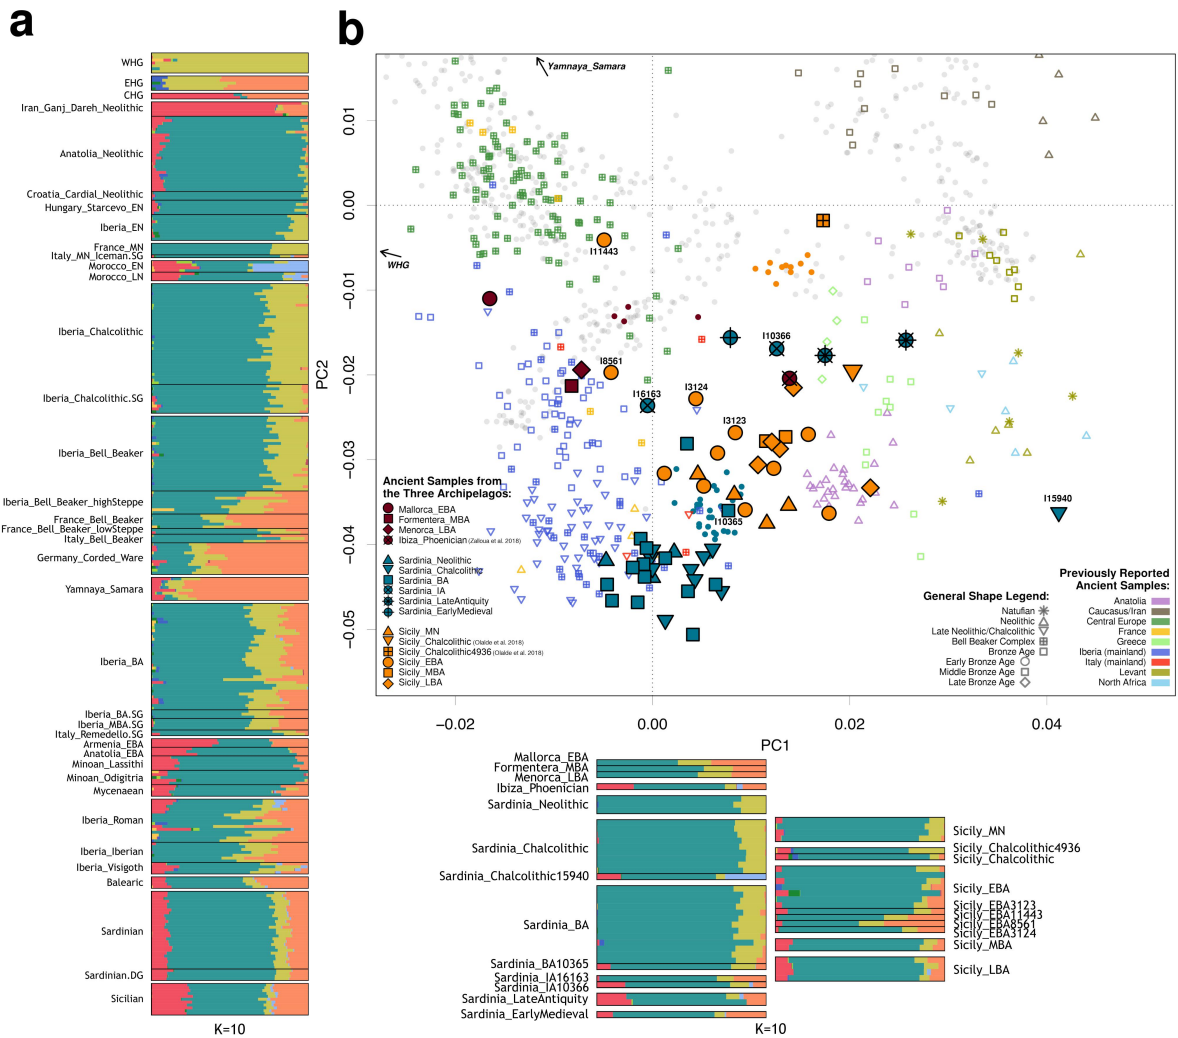 a
b
WHG
EHG
CHG
Iran_Ganj_Dareh_Neolithic
Anatolia_Neolithic
Croatia_Cardial_Neolithic
Hungary_Starcevo_EN
Iberia_EN
France_MN
Italy_MN_Iceman.SG
Morocco_EN
Morocco_LN
Iberia_Chalcolithic
Iberia_Chalcolithic.SG
Iberia_Bell_Beaker
Iberia_Bell_Beaker_highSteppe
France_Bell_Beaker
France_Bell_Beaker_lowSteppe
Italy_Bell_Beaker
Germany_Corded_Ware
Yamnaya_Samara
Iberia_BA
Iberia_BA.SG
Iberia_MBA.SG
Italy_Remedello.SG
Armenia_EBA
Anatolia_EBA
Minoan_Lassithi
Minoan_Odigitria
Mycenaean
Iberia_Roman
Iberia_Iberian
Iberia_Visigoth
Balearic
Sardinian
Sardinian.DG
Sicilian
K=10
PC2
0.01
0.00
−0.01
−0.02
−0.03
−0.04
−0.05
Yamnaya_Samara
WHG
I11443
I8561
I16163
I3124
I3123
I10366
I10365
I15940
Ancient Samples from
the Three Archipelagos:
Mallorca_EBA
Formentera_MBA
Menorca_LBA
Ibiza_Phoenician (Zalloua et al. 2018)
Sardinia_Neolithic
Sardinia_Chalcolithic
Sardinia_BA
Sardinia_IA
Sardinia_LateAntiquity
Sardinia_EarlyMedieval
Sicily_MN
Sicily_Chalcolithic (Olalde et al. 2018)
Sicily_Chalcolithic4936 (Olalde et al. 2018)
Sicily_EBA
Sicily_MBA
Sicily_LBA
General Shape Legend:
Natufian
Neolithic
Late Neolithic/Chalcolithic
Bell Beaker Complex
Bronze Age
Early Bronze Age
Middle Bronze Age
Late Bronze Age
Previously Reported
Ancient Samples:
Anatolia
Caucasus/Iran
Central Europe
France
Greece
Iberia (mainland)
Italy (mainland)
Levant
North Africa
−0.02
0.00
0.02
0.04
PC1
Mallorca_EBA
Formentera_MBA
Menorca_LBA
Ibiza_Phoenician
Sardinia_Neolithic
Sardinia_Chalcolithic
Sardinia_Chalcolithic15940
Sardinia_BA
Sardinia_BA10365
Sardinia_IA16163
Sardinia_IA10366
Sardinia_LateAntiquity
Sardinia_EarlyMedieval
Sicily_MN
Sicily_Chalcolithic4936
Sicily_Chalcolithic
Sicily_EBA
Sicily_EBA3123
Sicily_EBA11443
Sicily_EBA8561
Sicily_EBA3124
Sicily_MBA
Sicily_LBA
K=10